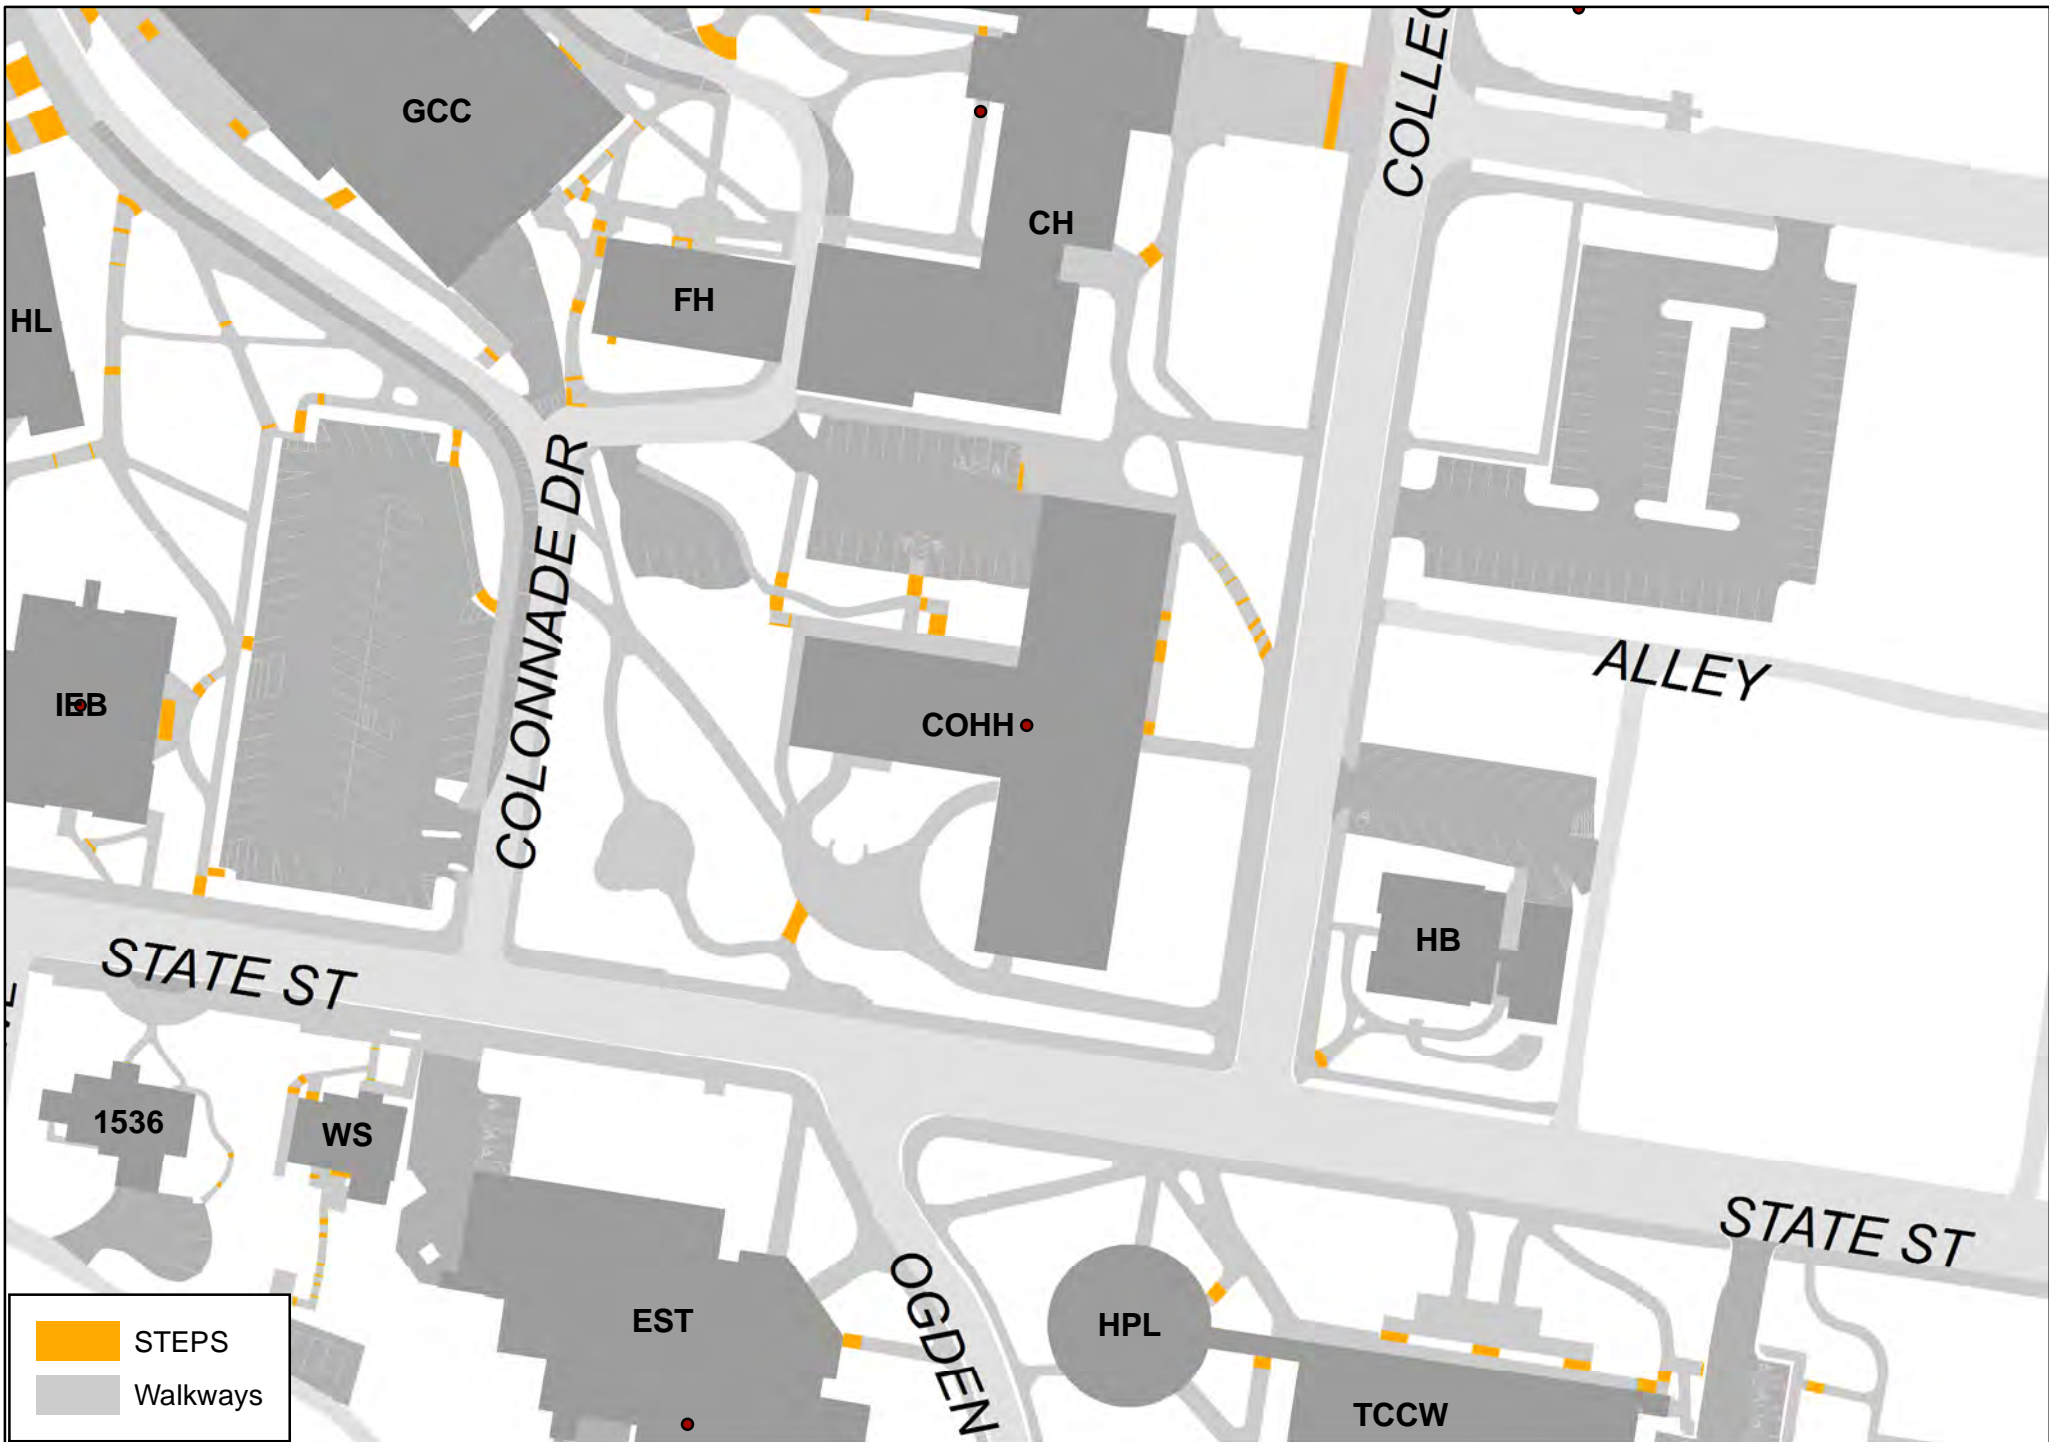 GCC
CH
FH
HL
COLONNADE DR
ALLEY
IEB
COHH
HB
STATE ST
1536
WS
STATE ST
EST
OGDEN
HPL
TCCW
STEPS
Walkways